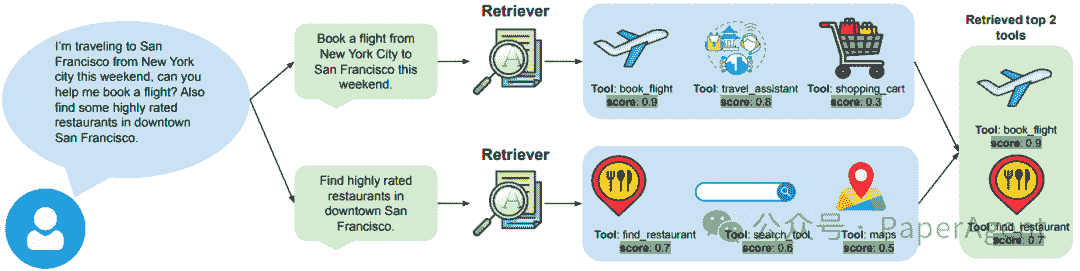 I'm traveling to San
Francisco from New York
city this weekend, can you
help me book a flight? Also
find some highly rated
restaurants in downtown
San Francisco.
Book a flight from
New York City to
San Francisco this
weekend.
Retriever
Tool: book_flight
score: 0.9
Tool: travel_assistant
score: 0.8
Tool: shopping_cart
score: 0.3
Find highly rated
restaurants in
downtown San
Francisco.
Retriever
Tool: find_restaurant
score: 0.7
Tool: search_tool
score: 0.6
Tool: maps
score: 0.5
Retrieved top 2
tools
Tool: book_flight
score: 0.9
Tool: find_restaurant
score: 0.7
公众号 · PaperAgent